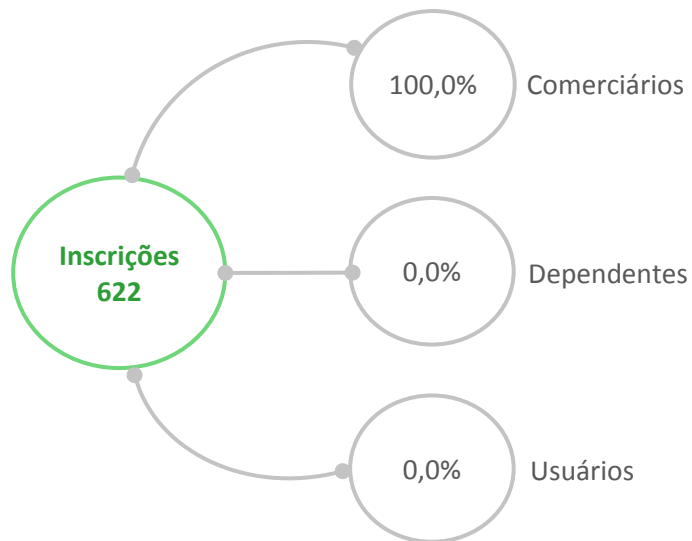 100,0% Comerciários
Inscrições
622
0,0% Dependentes
0,0% Usuários